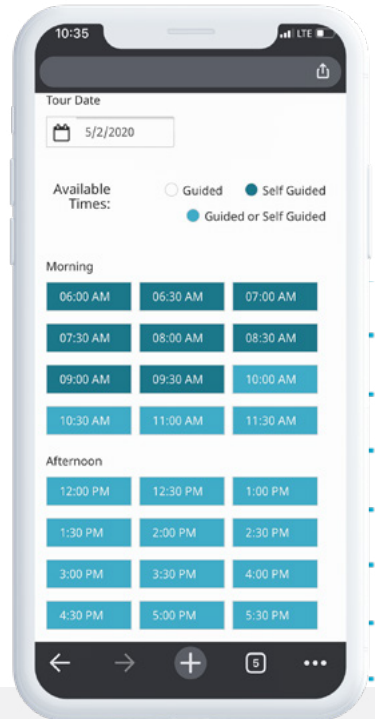 10:35 LTE
Tour Date
5/2/2020
Available Guided Self Guided
Times: Guided or Self Guided
Morning
06:00 AM 06:30 AM 07:00 AM
07:30 AM 08:00 AM 08:30 AM
09:00 AM 09:30 AM 10:00 AM
10:30 AM 11:00 AM 11:30 AM
Afternoon
12:00 PM 12:30 PM 1:00 PM
1:30 PM 2:00 PM 2:30 PM
3:00 PM 3:30 PM 4:00 PM
4:30 PM 5:00 PM 5:30 PM
5